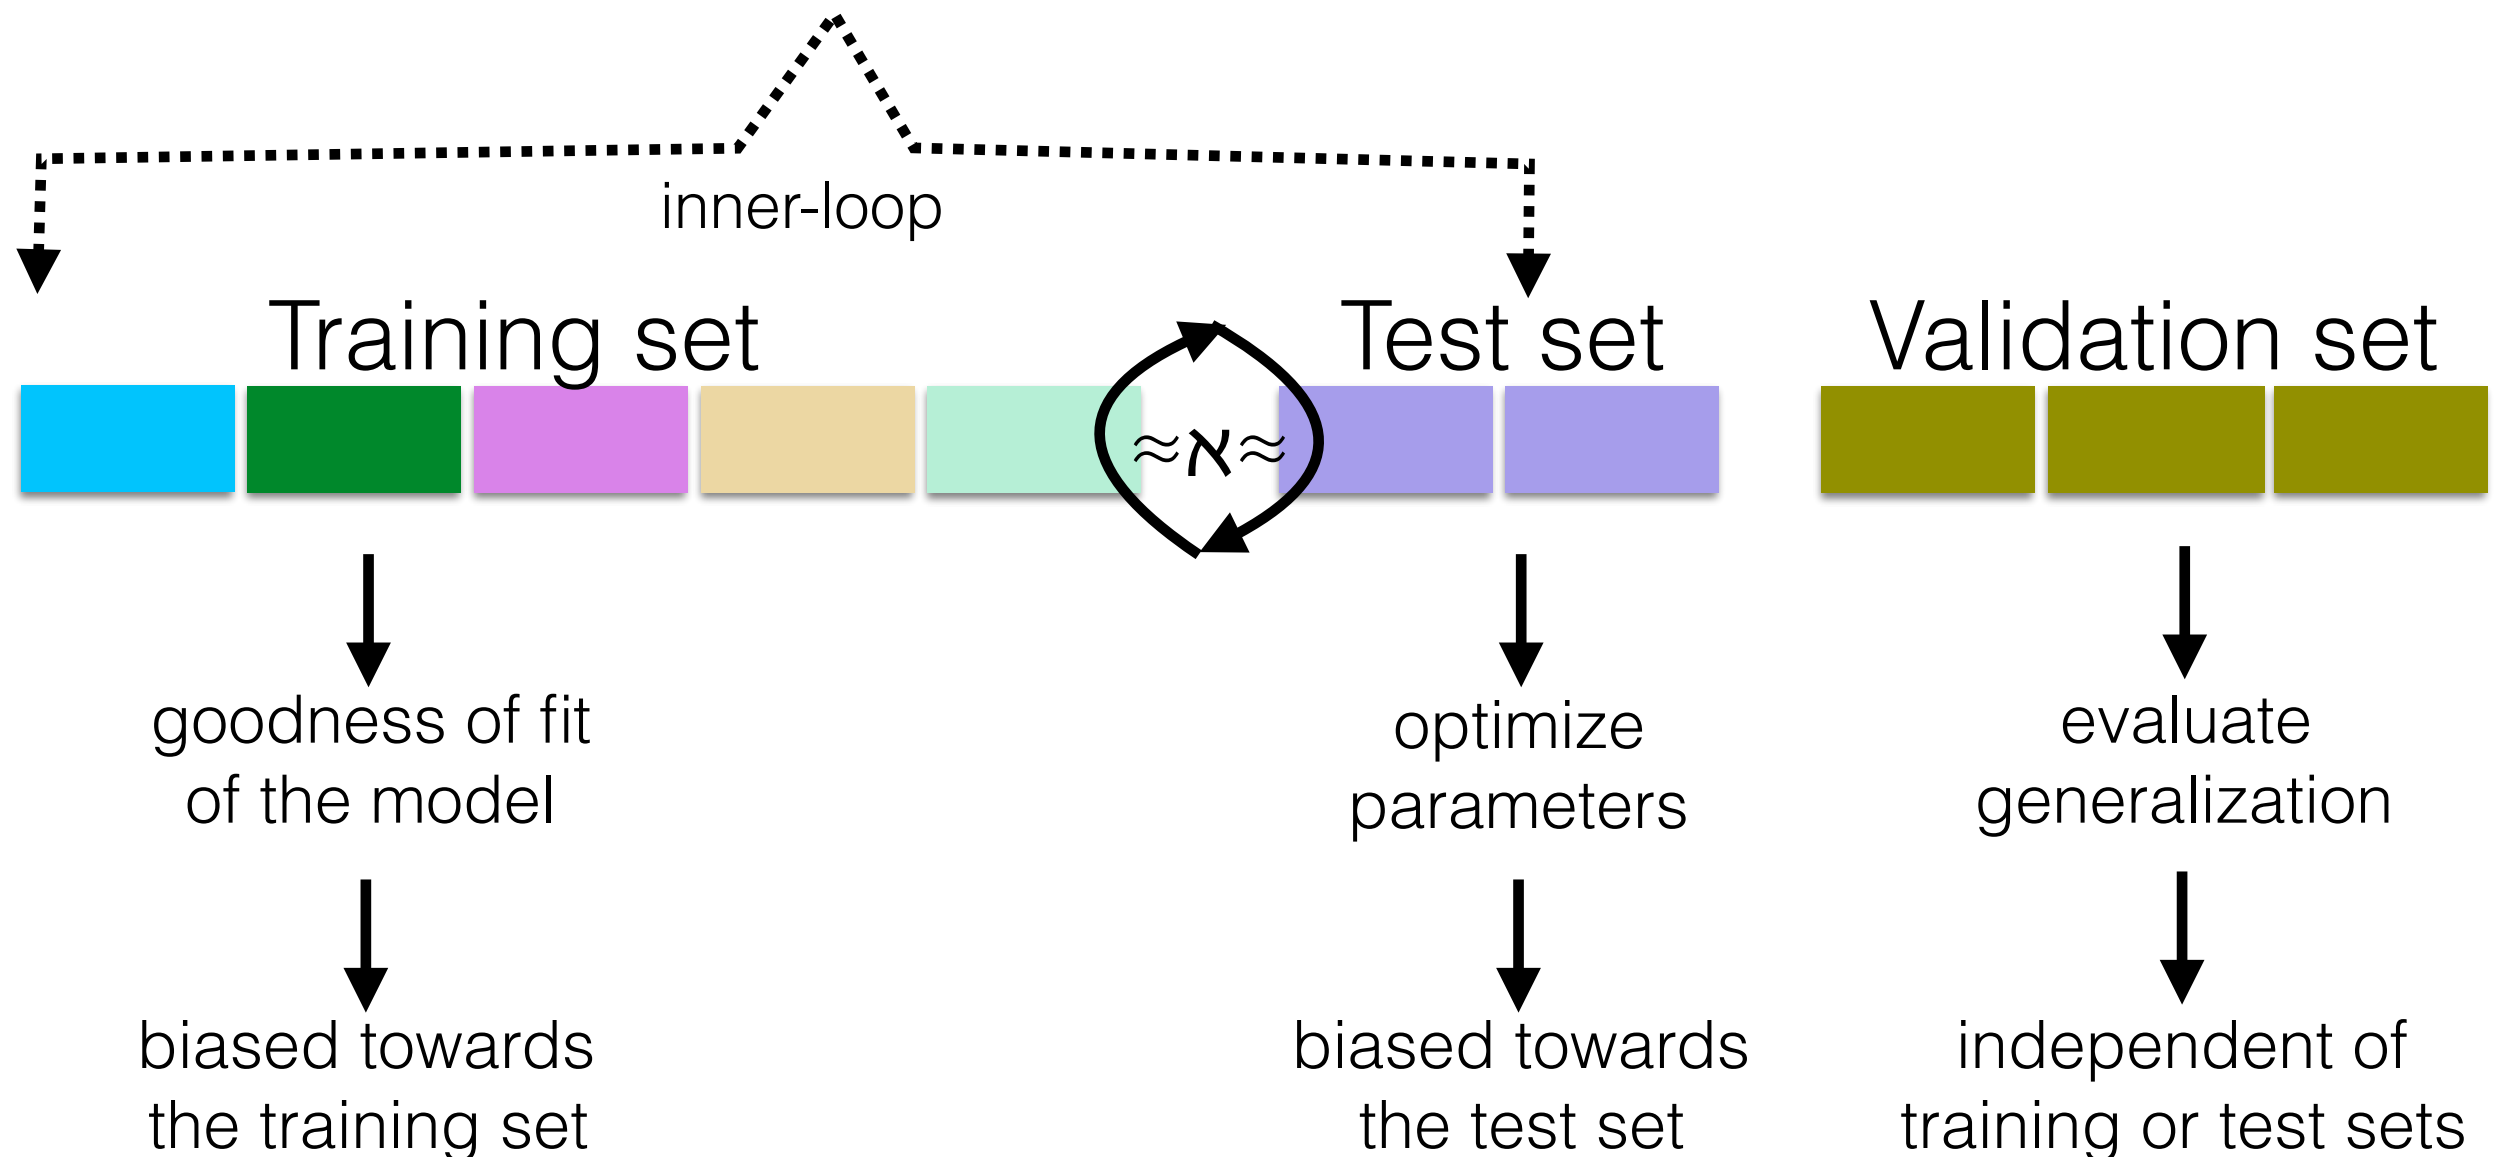 inner-loop
Training set
Test set
Validation set
≈א≈
goodness of fit
of the model
optimize
parameters
evaluate
generalization
biased towards
the training set
biased towards
the test set
independent of
training or test sets